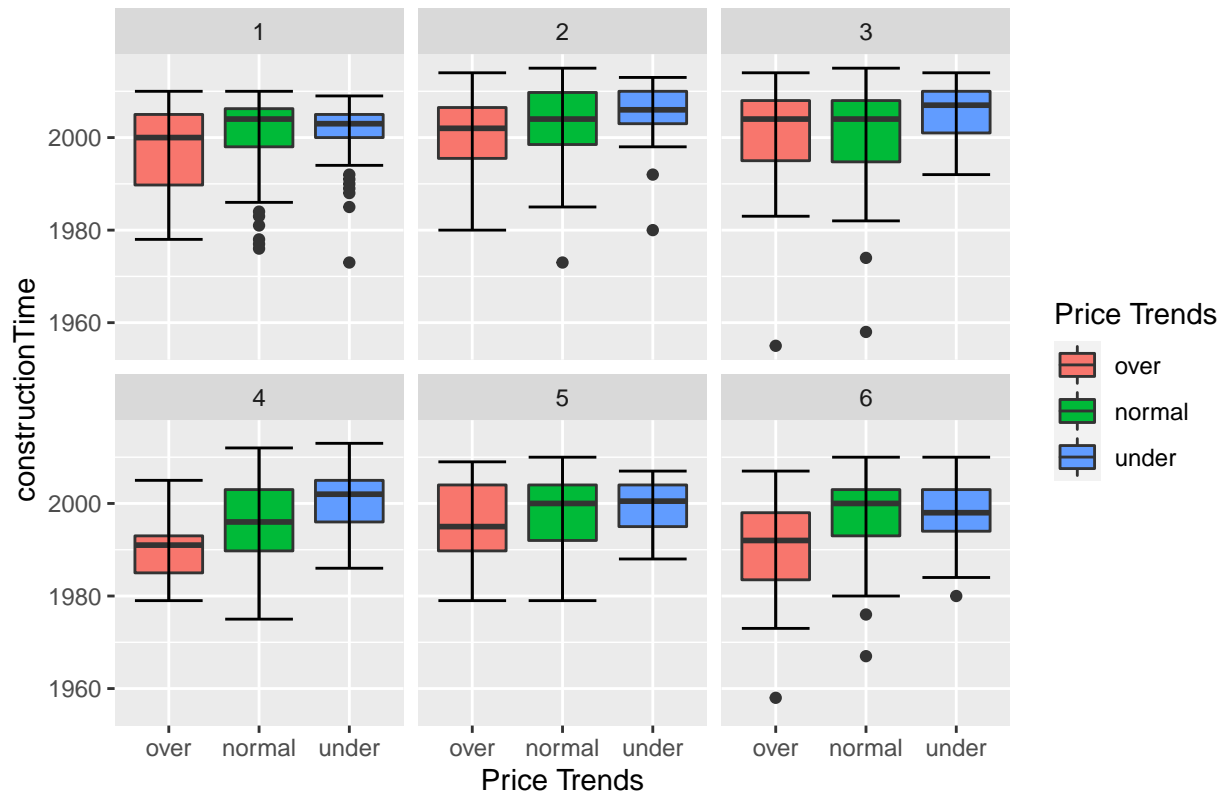 1 2 3
2000
1980
1960
4 5 6
2000
1980
1960
over normal under over normal under over normal under
Price Trends
constructionTime
Price Trends
over
normal
under